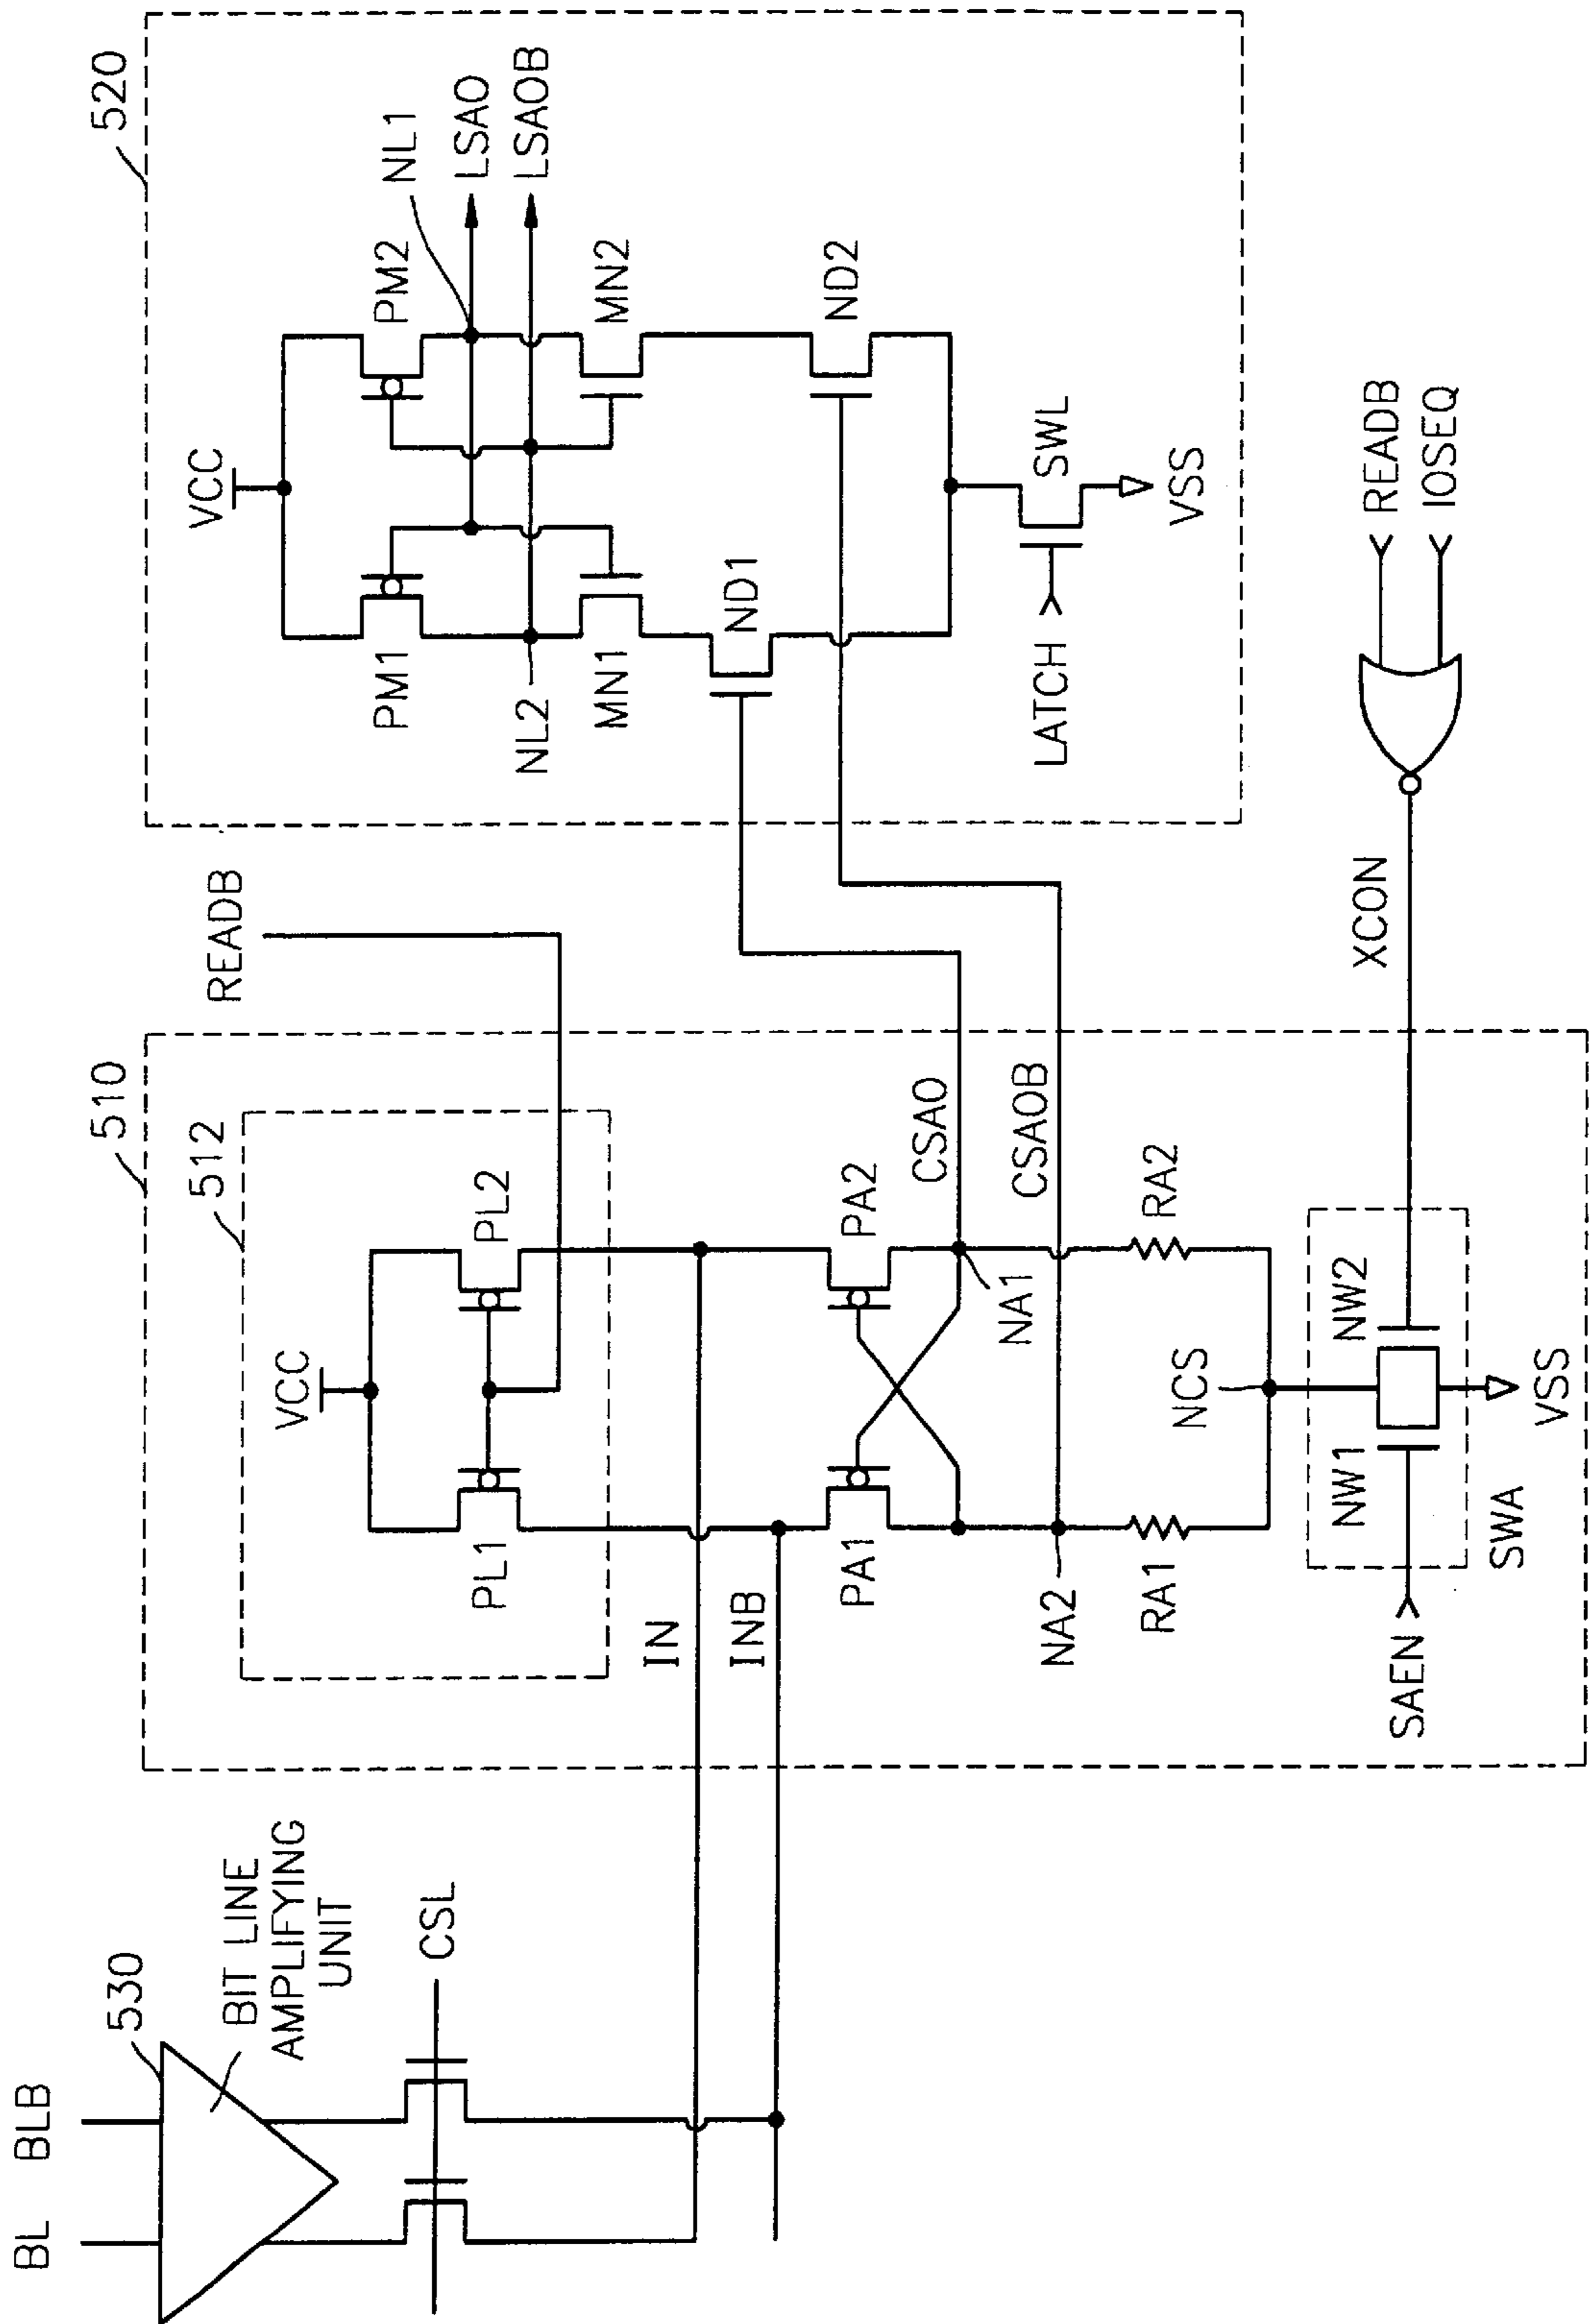 BL BLB
530
BIT LINE
AMPLIFYING
UNIT
CSL
510
512
VCC
PL1
PL2
READB
IN
INB
PA1
PA2
CSAO
CSAOB
NA1
NA2
RA1
RA2
NCS
NW1
NW2
SAEN
SWA
VSS
XCON
READB
IOSEQ
520
VCC
PM1
PM2
NL1
LSAO
LSAOB
NL2
MN1
MN2
ND1
ND2
LATCH
SWL
VSS